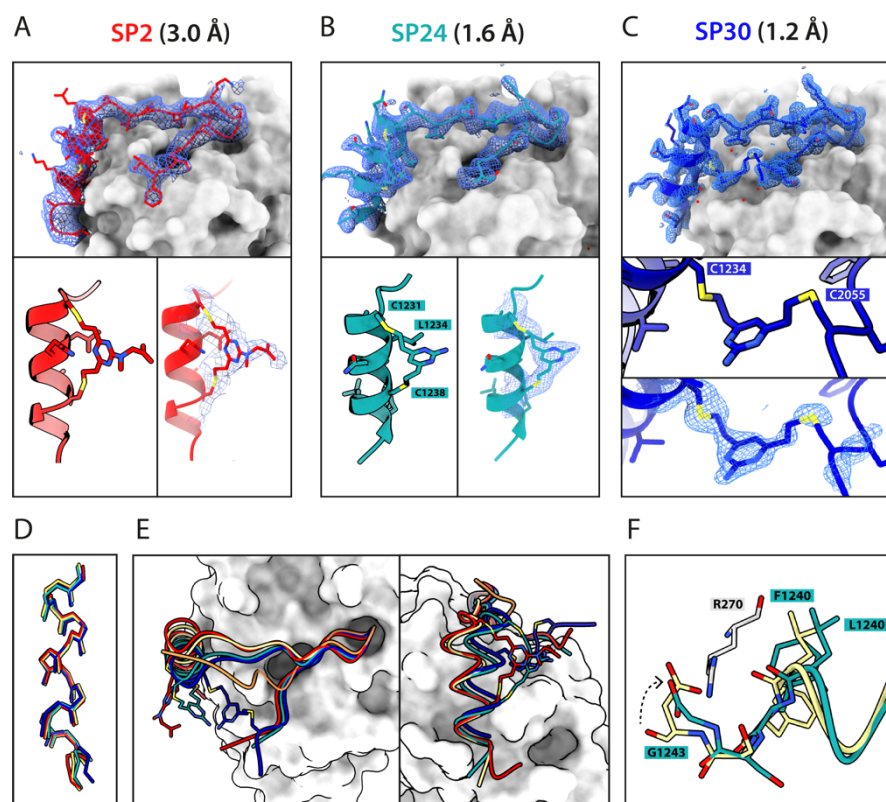 A SP2 (3.0 Å)
B SP24 (1.6 Å)
C SP30 (1.2 Å)
C1231
L1234
C1238
C1234
C2055
D
E
F
R270
F1240
L1240
G1243